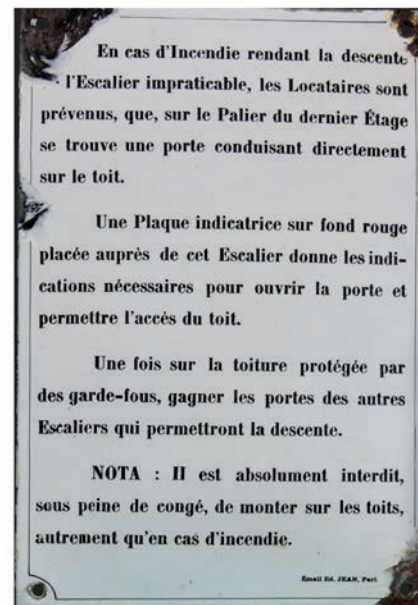 En cas d'Incendie rendant la descente
l'Escalier impraticable, les Locataires sont
prévenus, que, sur le Palier du dernier Étage
se trouve une porte conduisant directement
sur le toit.
Une Plaque indicatrice sur fond rouge
placée auprès de cet Escalier donne les indi-
cations nécessaires pour ouvrir la porte et
permettre l'accès du toit.
Une fois sur la toiture protégée par
des garde-fous, gagner les portes des autres
Escaliers qui permettront la descente.
NOTA : Il est absolument interdit,
sous peine de congé, de monter sur les toits,
autrement qu'en cas d'incendie.
Émail Ed. JEAN, Pari